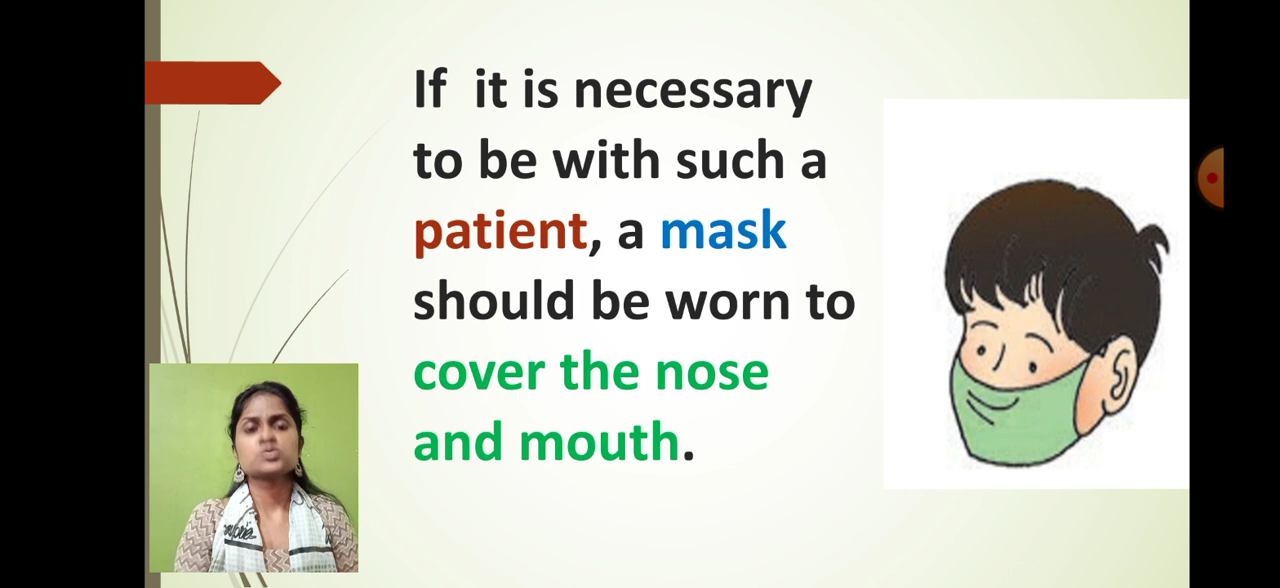 If  it is necessary
to be with such a
patient, a mask
should be worn to
cover the nose
and mouth.